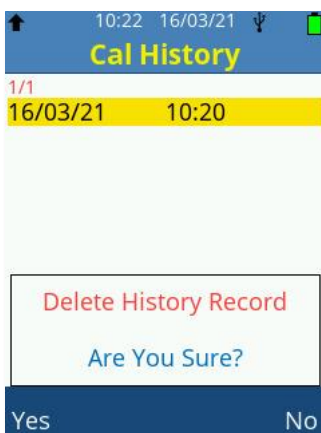 10:22 16/03/21
Cal History
1/1
16/03/21 10:20
Delete History Record
Are You Sure?
Yes No